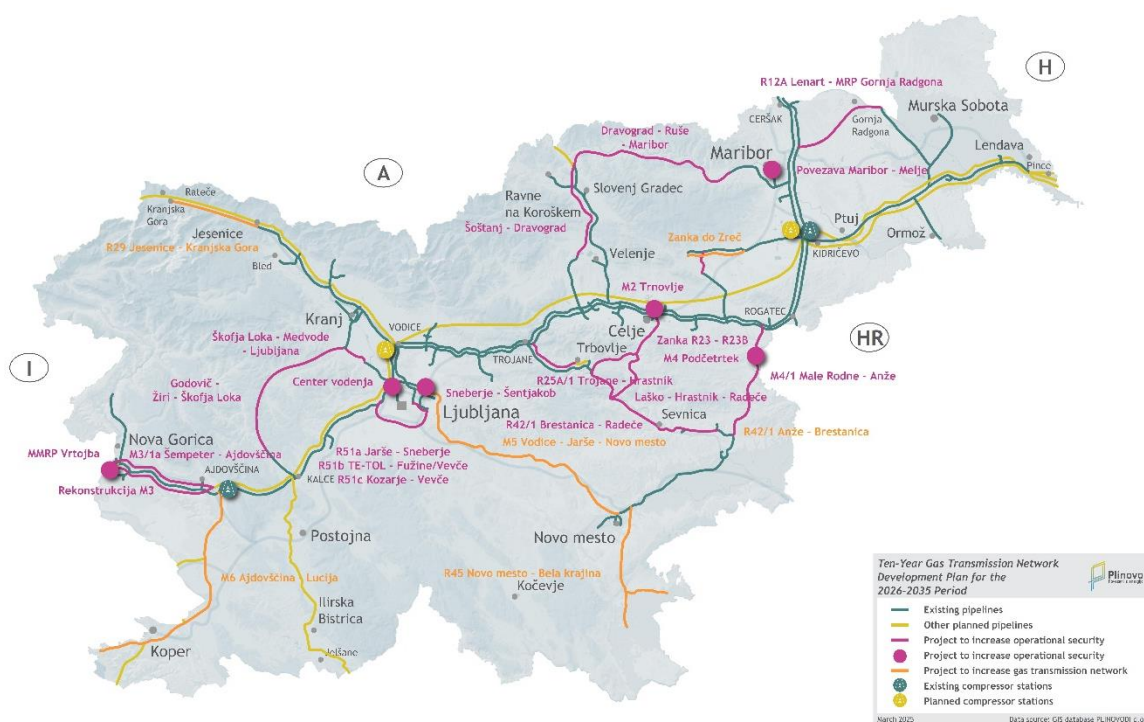 H
R12A Lenart - MRP Gornja Radgona
CERŠAK
Gornja
Radgona
Murska Sobota
Dravograd - Ruše
- Maribor
Maribor
Lendava
Pince
A
Povezava Maribor - Melje
Ravne
na Koroškem
Slovenj Gradec
Rateče
Kranjska
Gora
Jesenice
Ptuj
Ormož
Šoštanj - Dravograd
R29 Jesenice - Kranjska Gora
Zanka do Zreč
KIDRIČEVO
Bled
Velenje
M2 Trnovlje
Kranj
VODICE
ROGATEC
Celje
HR
Škofja Loka - Medvode
- Ljubljana
TROJANE
Trbovlje
Zanka R23 - R23B
M4 Podčetrtek
I
Godovič -
Žiri - Škofja Loka
Center vodenja
Sneberje - Šentjakob
R25A/1 Trojane - Hrastnik
M4/1 Male Rodne - Anže
Laško - Hrastnik - Radeče
Ljubljana
Sevnica
R42/1 Brestanica - Radeče
R42/1 Anže - Brestanica
Nova Gorica
M5 Vodice - Jarše - Novo mesto
M3/1a Šempeter - Ajdovščina
R51a Jarše - Sneberje
MMRP Vrtojba
R51b TE-TOL - Fužine/Vevče
AJDOVŠČINA
R51c Kozarje - Vevče
KALCE
Rekonstrukcija M3
Postojna
Novo mesto
M6 Ajdovščina
Lucija
R45 Novo mesto - Bela krajina
Kočevje
Ilirska
Bistrica
Koper
Jelšane
Ten-Year Gas Transmission Network
Development Plan for the
2026-2035 Period
Existing pipelines
Other planned pipelines
Project to increase operational security
Project to increase operational security
Project to increase gas transmission network
Existing compressor stations
Planned compressor stations
March 2025
Data source: GIS database PLINOVODI d.o